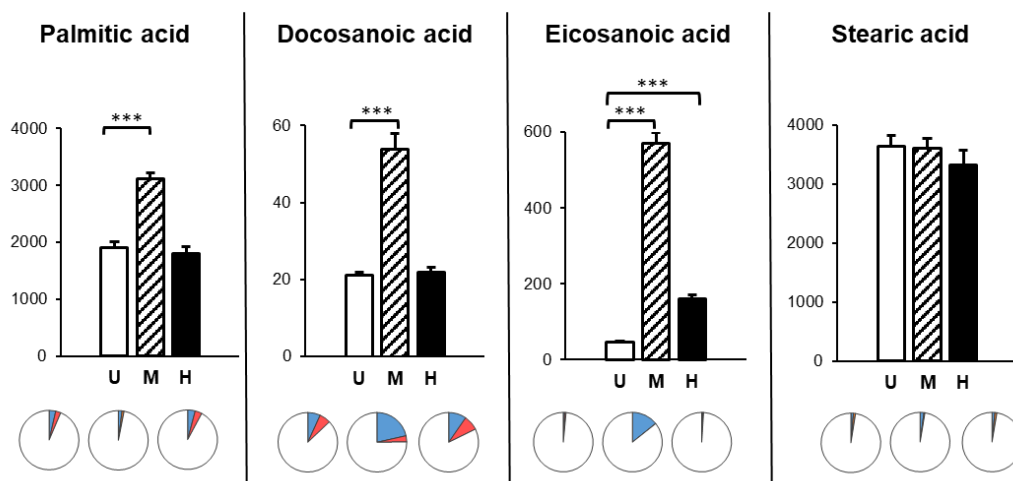 Palmitic acid
***
4000
3000
2000
1000
0
U M H
Docosanoic acid
***
60
40
20
0
U M H
Eicosanoic acid
***
***
600
400
200
0
U M H
Stearic acid
4000
3000
2000
1000
0
U M H